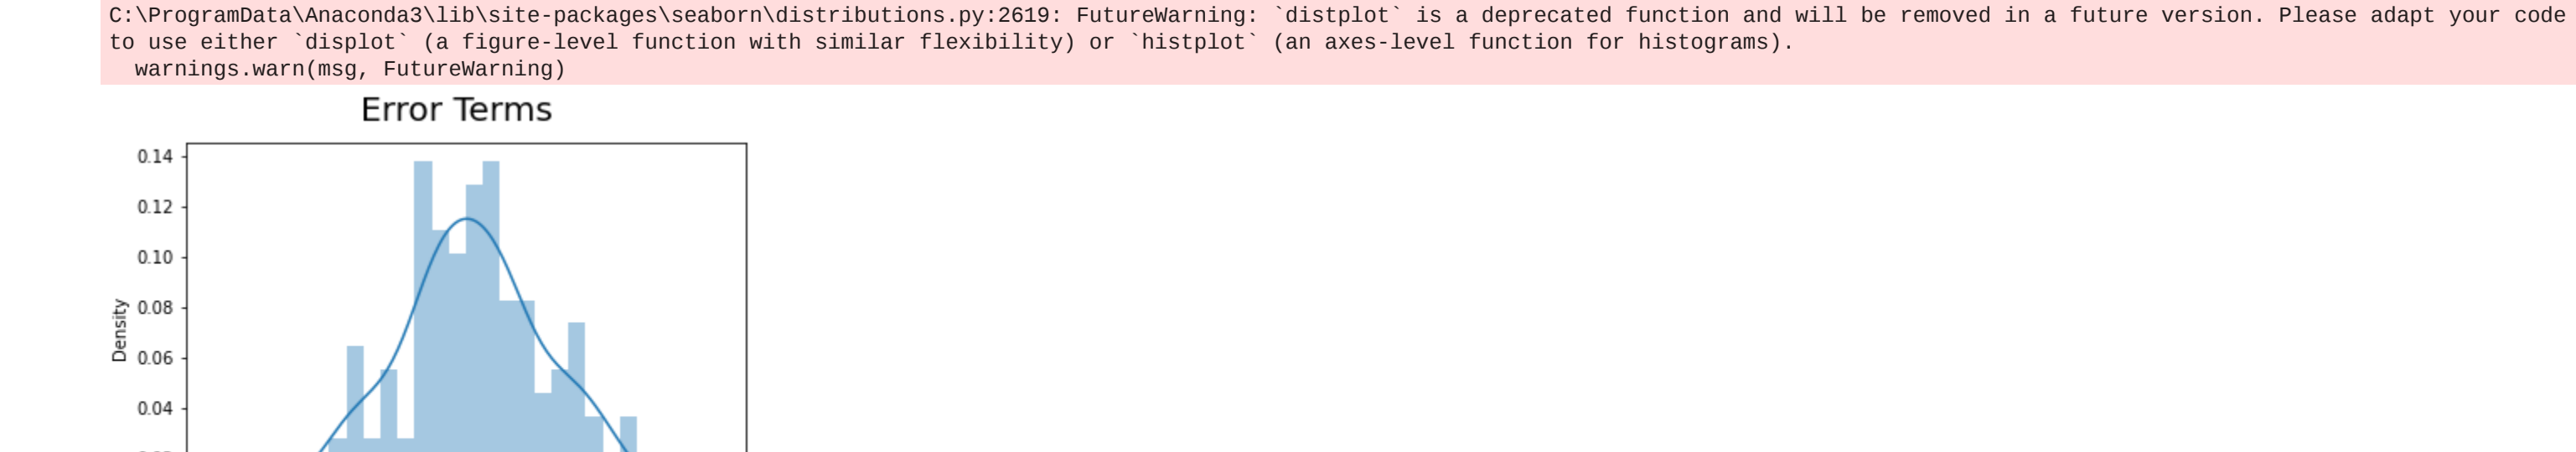 C:\ProgramData\Anaconda3\lib\site-packages\seaborn\distributions.py:2619: FutureWarning: `distplot` is a deprecated function and will be removed in a future version. Please adapt your code
to use either `displot` (a figure-level function with similar flexibility) or `histplot` (an axes-level function for histograms).
warnings.warn(msg, FutureWarning)
Error Terms
0.14
0.12
0.10
0.08
Density
0.06
0.04